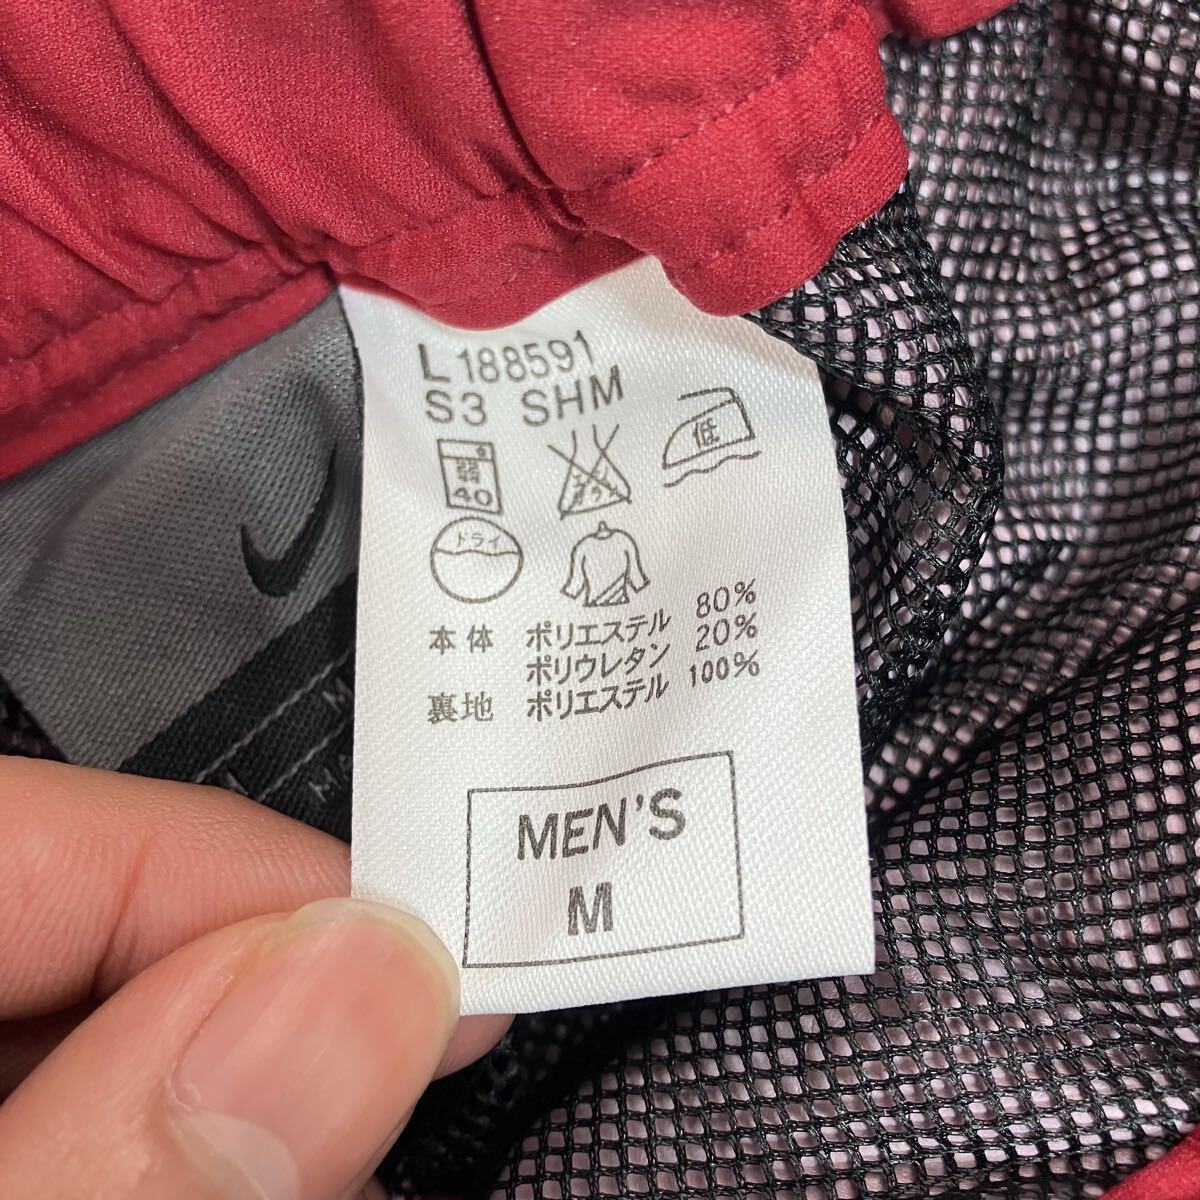 L 188591
S3 SHM
40
低
ドライ
本体 ポリエステル 80%
ポリウレタン 20%
裏地 ポリエステル 100%
MEN'S
M